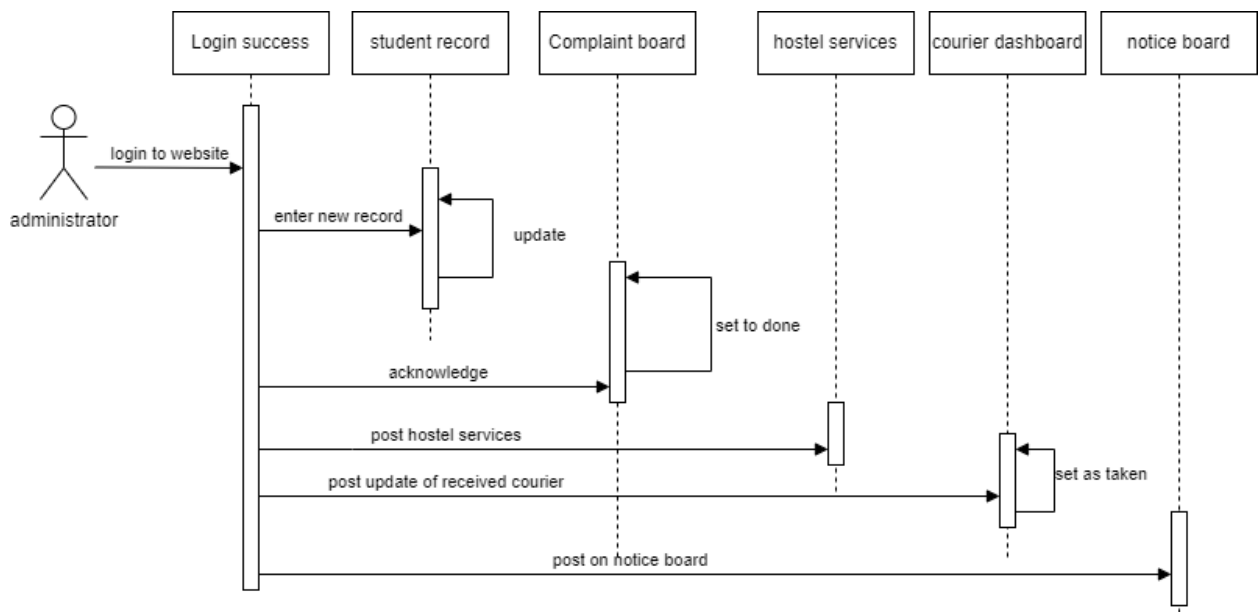 Login success
student record
Complaint board
hostel services
courier dashboard
notice board
login to website
administrator
enter new record
update
set to done
acknowledge
post hostel services
set as taken
post update of received courier
post on notice board